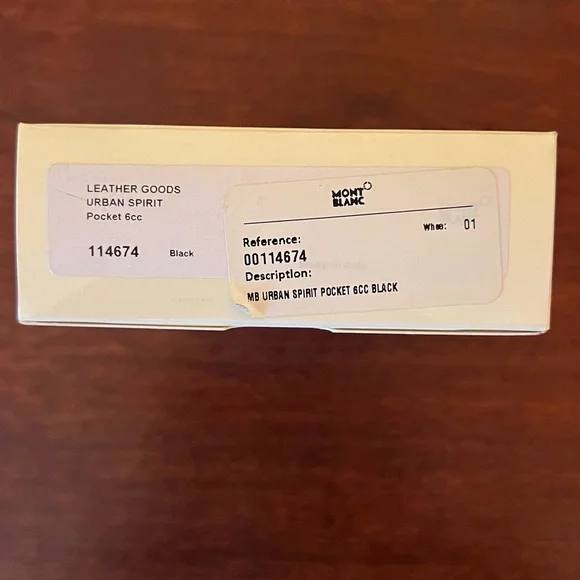 LEATHER GOODS
URBAN SPIRIT
Pocket 6cc
114674 Black
MONT
BLANC
Whse: 01
Reference:
00114674
Description:
MB URBAN SPIRIT POCKET 6CC BLACK